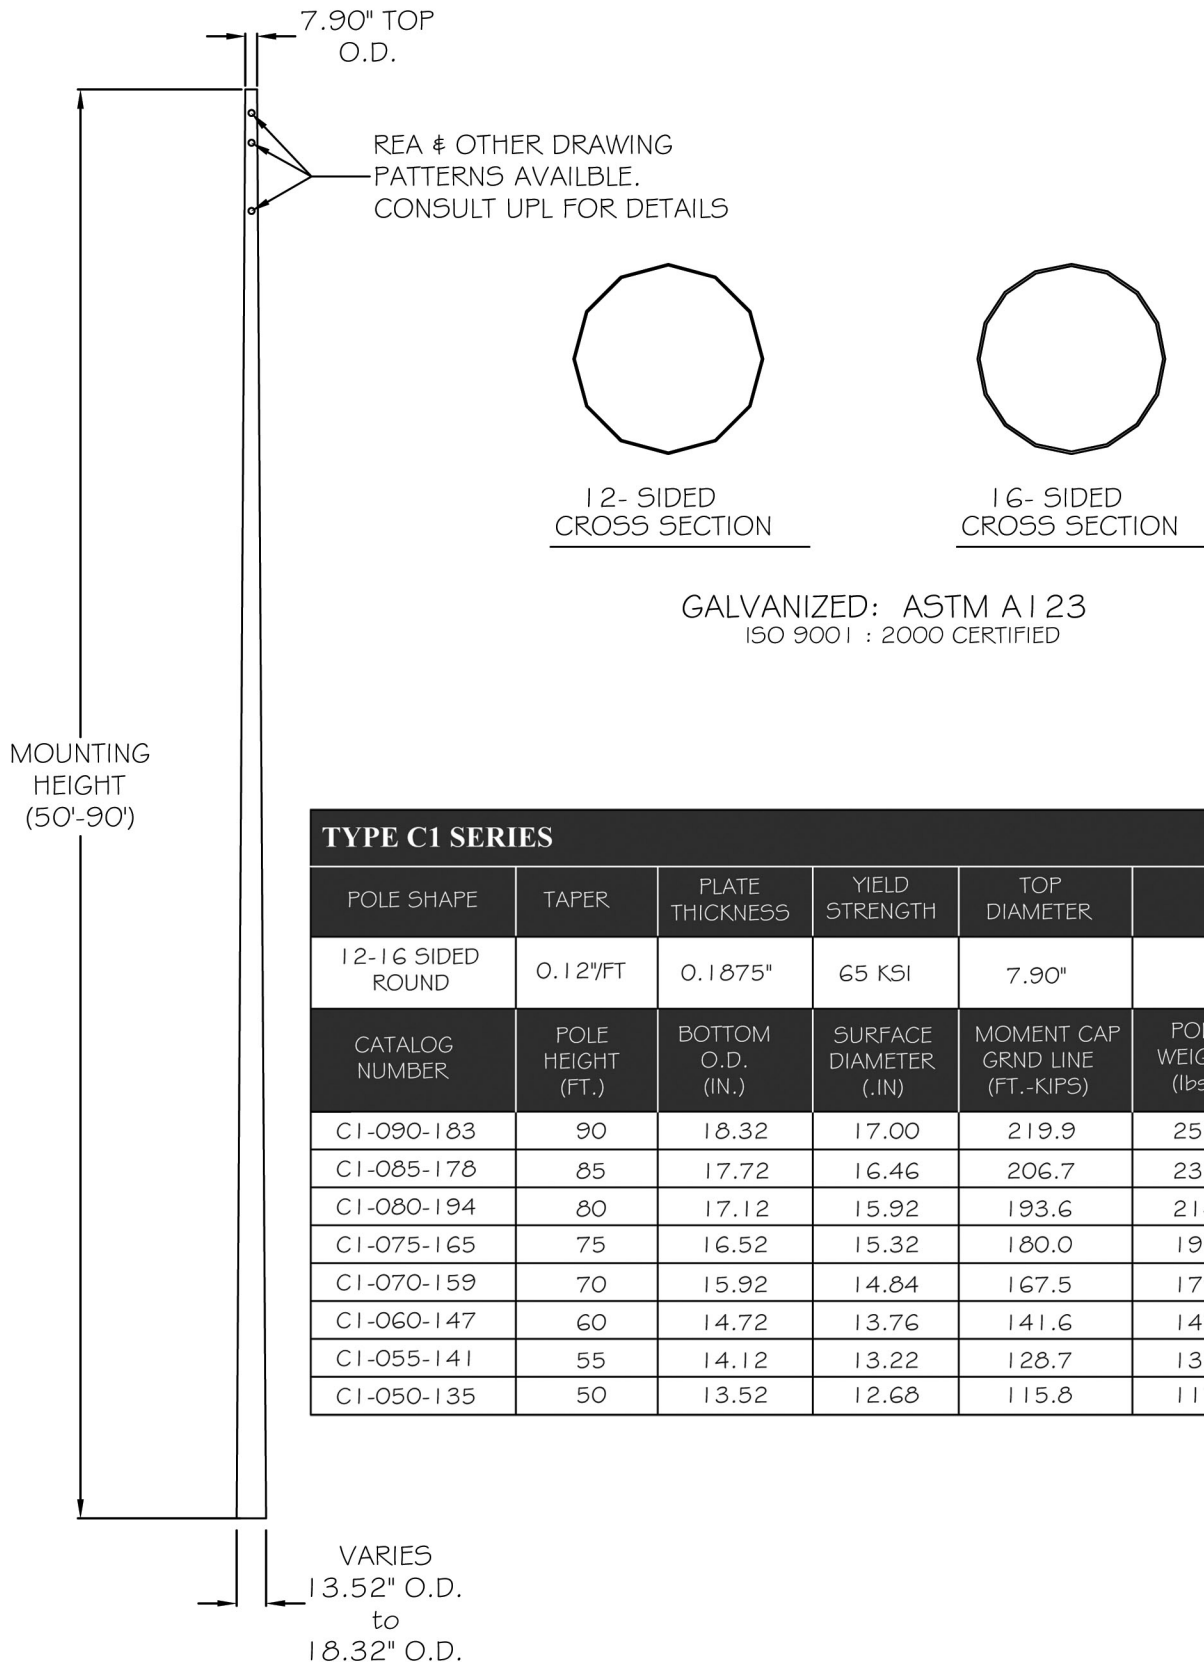 7.90" TOP
O.D.
REA & OTHER DRAWING
PATTERNS AVAILBLE.
CONSULT UPL FOR DETAILS
12- SIDED
CROSS SECTION
16- SIDED
CROSS SECTION
GALVANIZED: ASTM A123
ISO 9001 : 2000 CERTIFIED
MOUNTING
HEIGHT
(50'-90')
TYPE C1 SERIES
POLE SHAPE TAPER PLATE THICKNESS YIELD STRENGTH TOP DIAMETER
12-16 SIDED ROUND 0.12"/FT 0.1875" 65 KSI 7.90"
CATALOG NUMBER POLE HEIGHT (FT.) BOTTOM O.D. (IN.) SURFACE DIAMETER (.IN) MOMENT CAP GRND LINE (FT.-KIPS)
C1-090-183 90 18.32 17.00 219.9
C1-085-178 85 17.72 16.46 206.7
C1-080-194 80 17.12 15.92 193.6
C1-075-165 75 16.52 15.32 180.0
C1-070-159 70 15.92 14.84 167.5
C1-060-147 60 14.72 13.76 141.6
C1-055-141 55 14.12 13.22 128.7
C1-050-135 50 13.52 12.68 115.8
VARIES
13.52" O.D.
to
18.32" O.D.